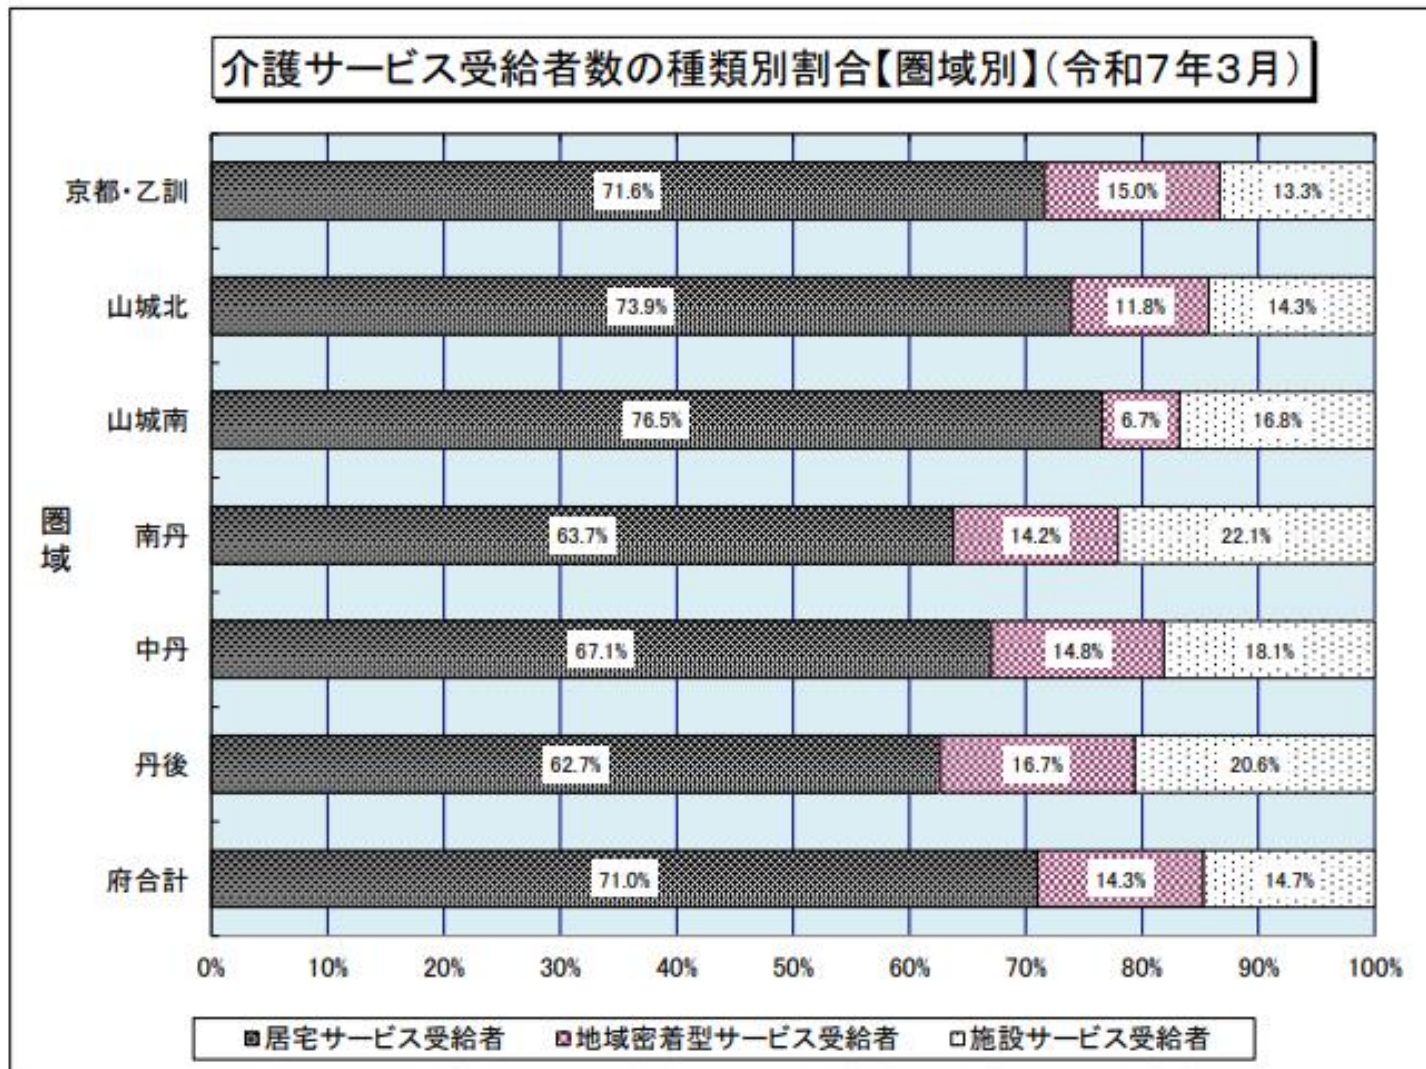 介護サービス受給者数の種類別割合【圏域別】(令和7年3月)
京都・乙訓 71.6% 15.0% 13.3%
山城北 73.9% 11.8% 14.3%
山城南 76.5% 6.7% 16.8%
圏域
南丹 63.7% 14.2% 22.1%
中丹 67.1% 14.8% 18.1%
丹後 62.7% 16.7% 20.6%
府合計 71.0% 14.3% 14.7%
0% 10% 20% 30% 40% 50% 60% 70% 80% 90% 100%
居宅サービス受給者 地域密着型サービス受給者 施設サービス受給者